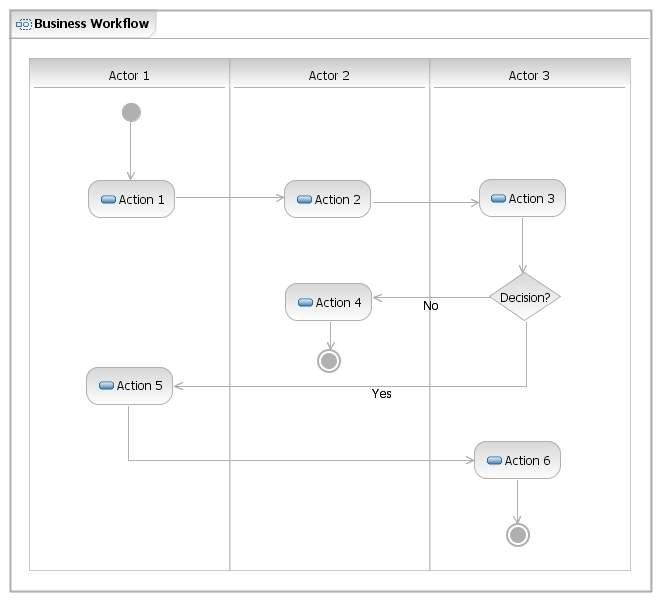 Business Workflow
Actor 1
Actor 2
Actor 3
Action 1
Action 2
Action 3
Decision?
No
Action 4
Action 5
Yes
Action 6